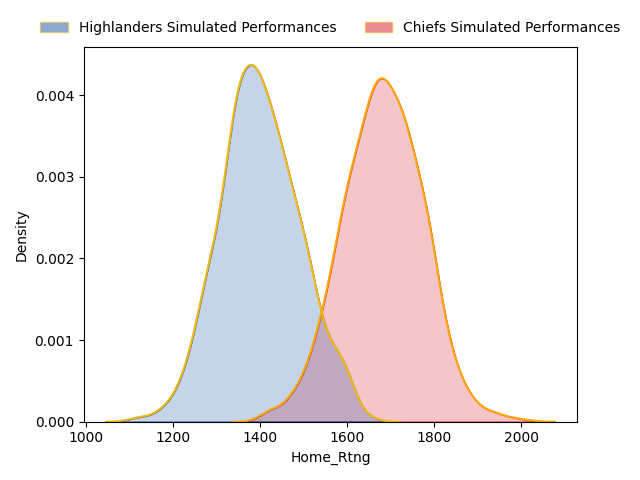 Highlanders Simulated Performances Chiefs Simulated Performances
0.004
0.003
0.002
0.001
0.000
Density
1000 1200 1400 1600 1800 2000
Home_Rtng